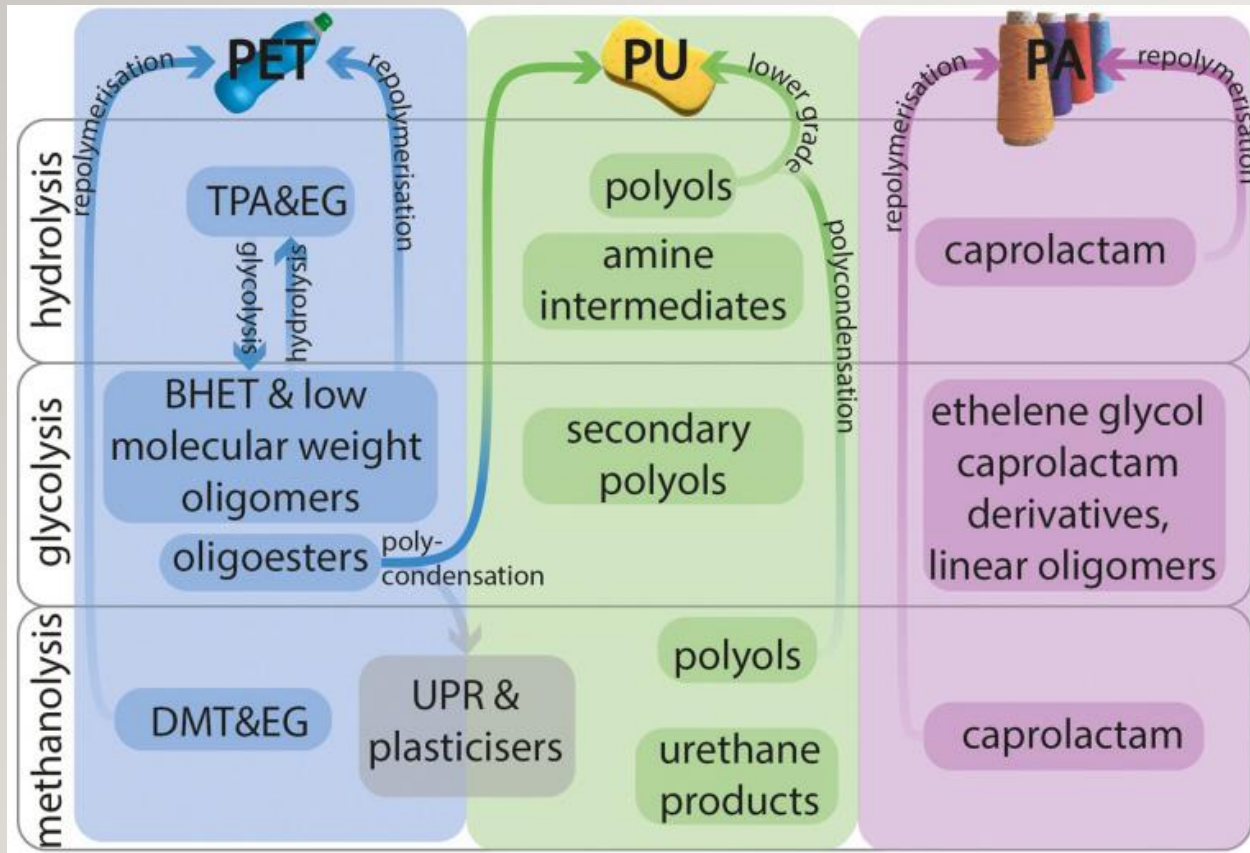 PET
PU
PA
repolymerisation
repolymerisation
lower grade
repolymerisation
repolymerisation
hydrolysis
TPA&EG
glycolysis
hydrolysis
polyols
amine
intermediates
polycondensation
caprolactam
glycolysis
BHET & low
molecular weight
oligomers
oligoesters
poly-
condensation
secondary
polyols
ethelene glycol
caprolactam
derivatives,
linear oligomers
methanolysis
DMT&EG
UPR &
plasticisers
polyols
urethane
products
caprolactam